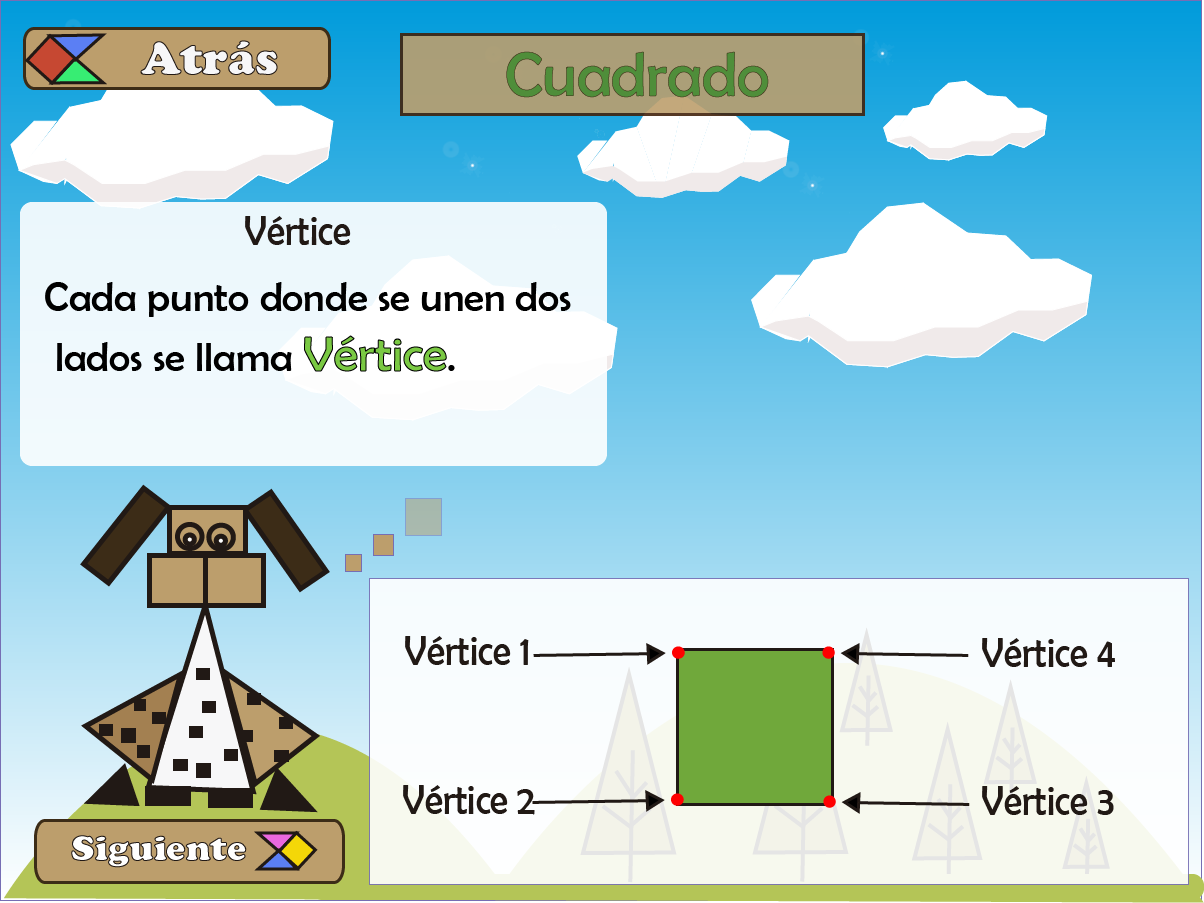 Atrás
Cuadrado
Vértice
Cada punto donde se unen dos
lados se llama Vértice.
Vértice 1
Vértice 4
Vértice 2
Vértice 3
Siguiente